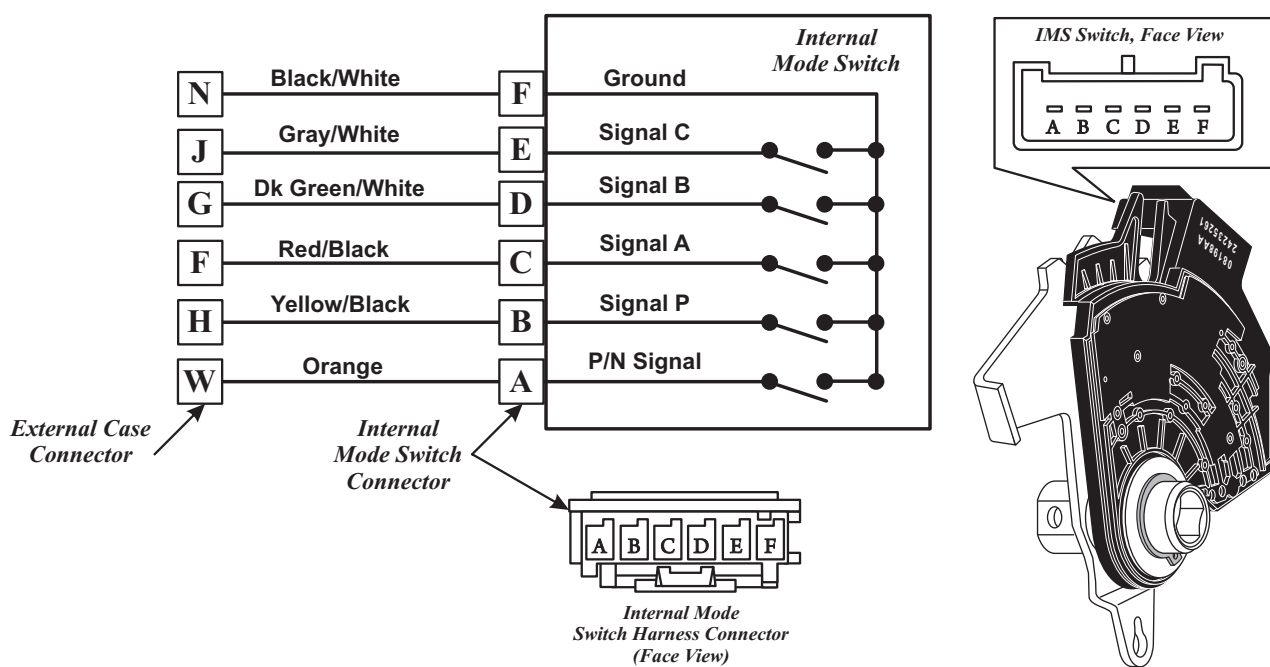 Internal
Mode Switch
N Black/White F Ground
J Gray/White E Signal C
G Dk Green/White D Signal B
F Red/Black C Signal A
H Yellow/Black B Signal P
W Orange A P/N Signal
External Case
Connector
Internal
Mode Switch
Connector
A B C D E F
Internal Mode
Switch Harness Connector
(Face View)
IMS Switch, Face View
A B C D E F
08198AA
24235261